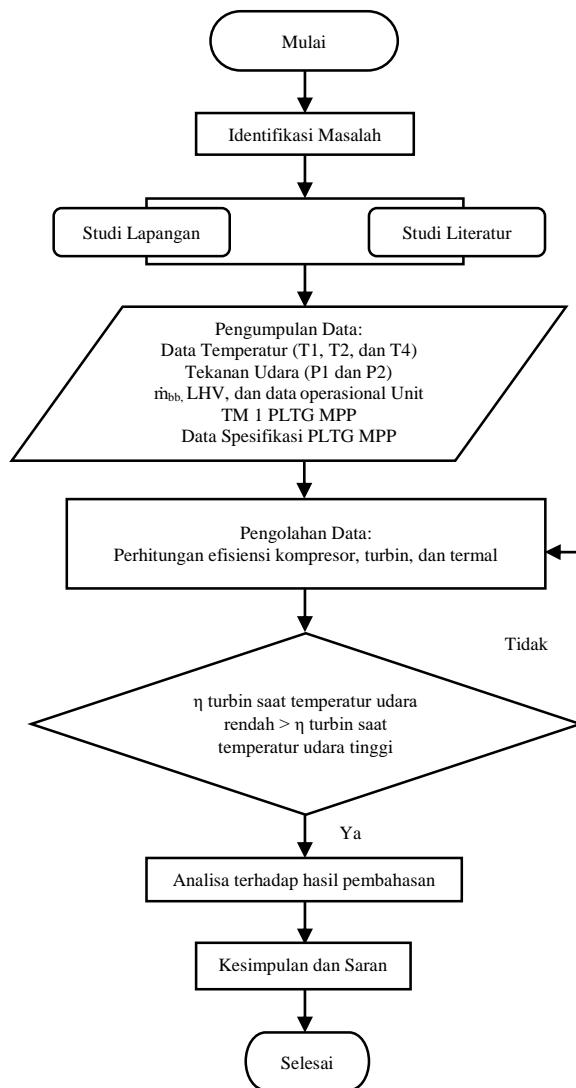 Mulai
Identifikasi Masalah
Studi Lapangan
Studi Literatur
Pengumpulan Data:
Data Temperatur (T1, T2, dan T4)
Tekanan Udara (P1 dan P2)
ṁbb, LHV, dan data operasional Unit
TM 1 PLTG MPP
Data Spesifikasi PLTG MPP
Pengolahan Data:
Perhitungan efisiensi kompresor, turbin, dan termal
Tidak
η turbin saat temperatur udara
rendah > η turbin saat
temperatur udara tinggi
Ya
Analisa terhadap hasil pembahasan
Kesimpulan dan Saran
Selesai